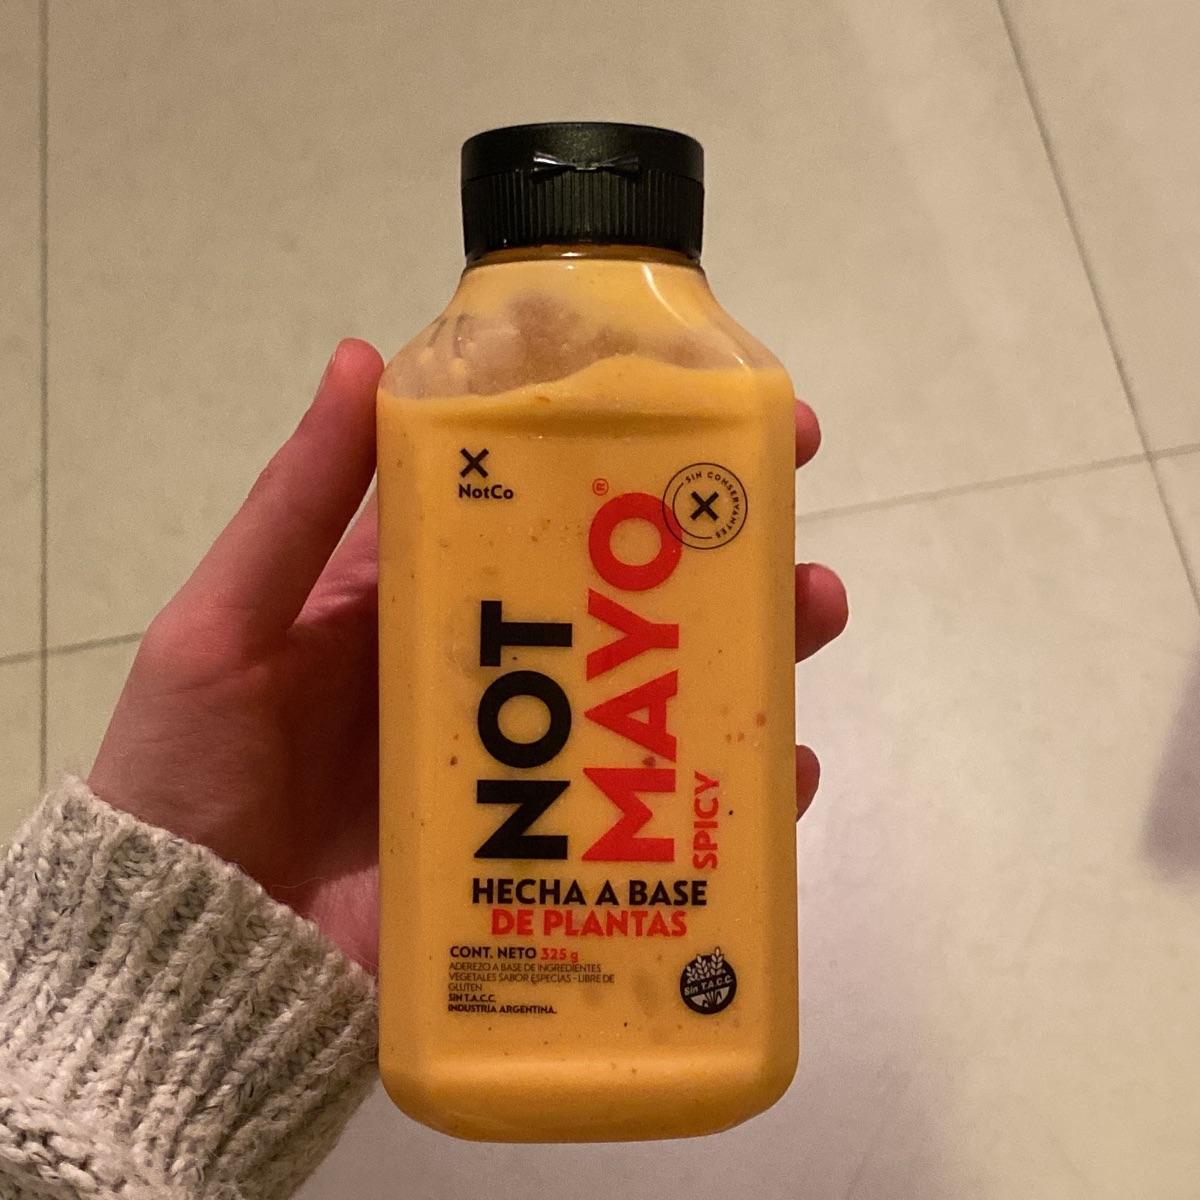 NotCo
SIN CONSERVANTES
NOT
MAYO®
SPICY
HECHA A BASE
DE PLANTAS
CONT. NETO 325 g
ADEREZO A BASE DE INGREDIENTES
VEGETALES SABOR ESPECIAS - LIBRE DE
GLUTEN
SIN T.A.C.C.
INDUSTRIA ARGENTINA.
Sin T.A.C.C.